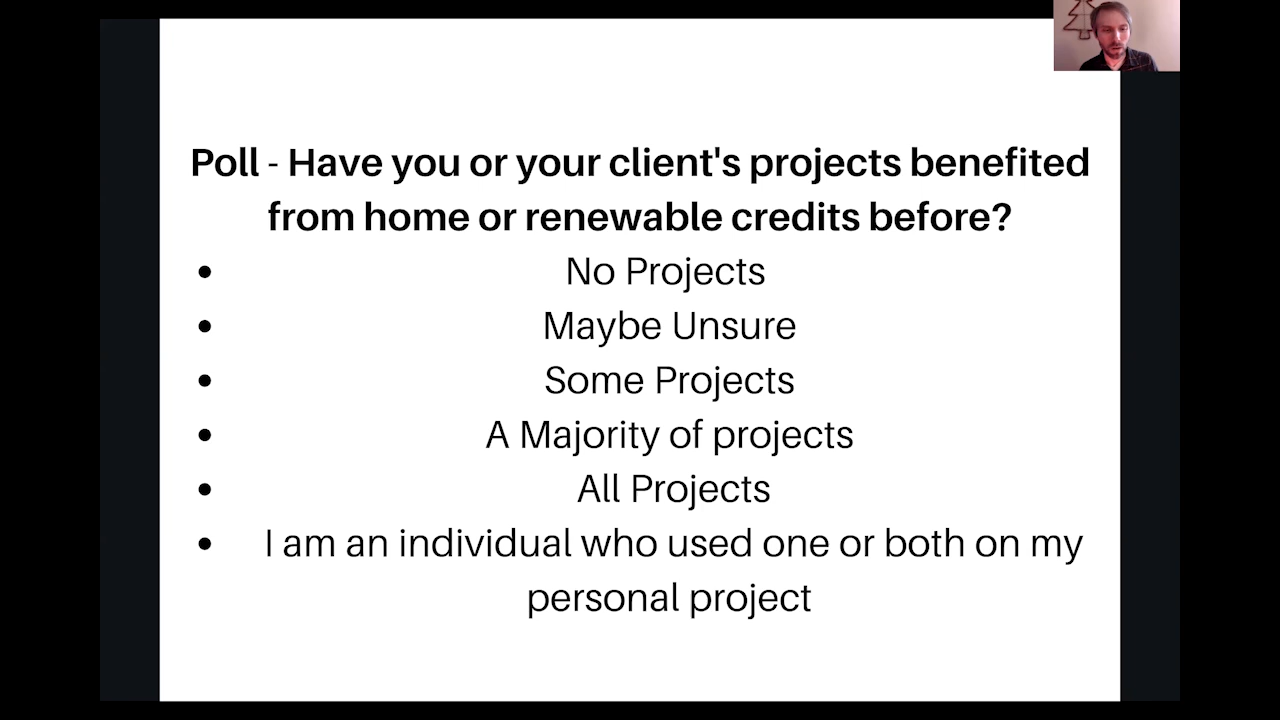 Poll - Have you or your client's projects benefited
from home or renewable credits before?
• No Projects
• Maybe Unsure
• Some Projects
• A Majority of projects
• All Projects
• I am an individual who used one or both on my
personal project